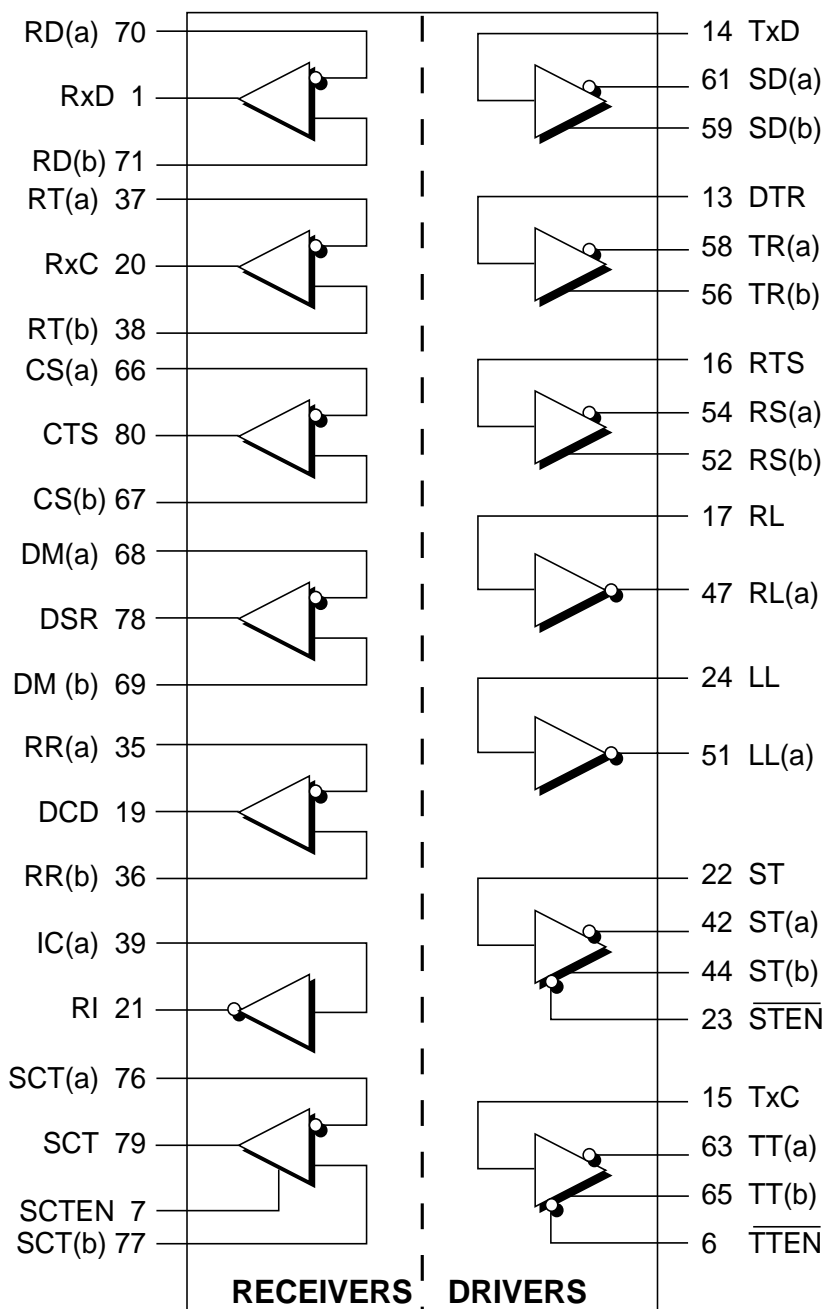 RD(a) 70
RxD 1
RD(b) 71
RT(a) 37
RxC 20
RT(b) 38
CS(a) 66
CTS 80
CS(b) 67
DM(a) 68
DSR 78
DM (b) 69
RR(a) 35
DCD 19
RR(b) 36
IC(a) 39
RI 21
SCT(a) 76
SCT 79
SCTEN 7
SCT(b) 77
RECEIVERS
14 TxD
61 SD(a)
59 SD(b)
13 DTR
58 TR(a)
56 TR(b)
16 RTS
54 RS(a)
52 RS(b)
17 RL
47 RL(a)
24 LL
51 LL(a)
22 ST
42 ST(a)
44 ST(b)
23 S̅T̅E̅N̅
15 TxC
63 TT(a)
65 TT(b)
6 T̅T̅E̅N̅
DRIVERS